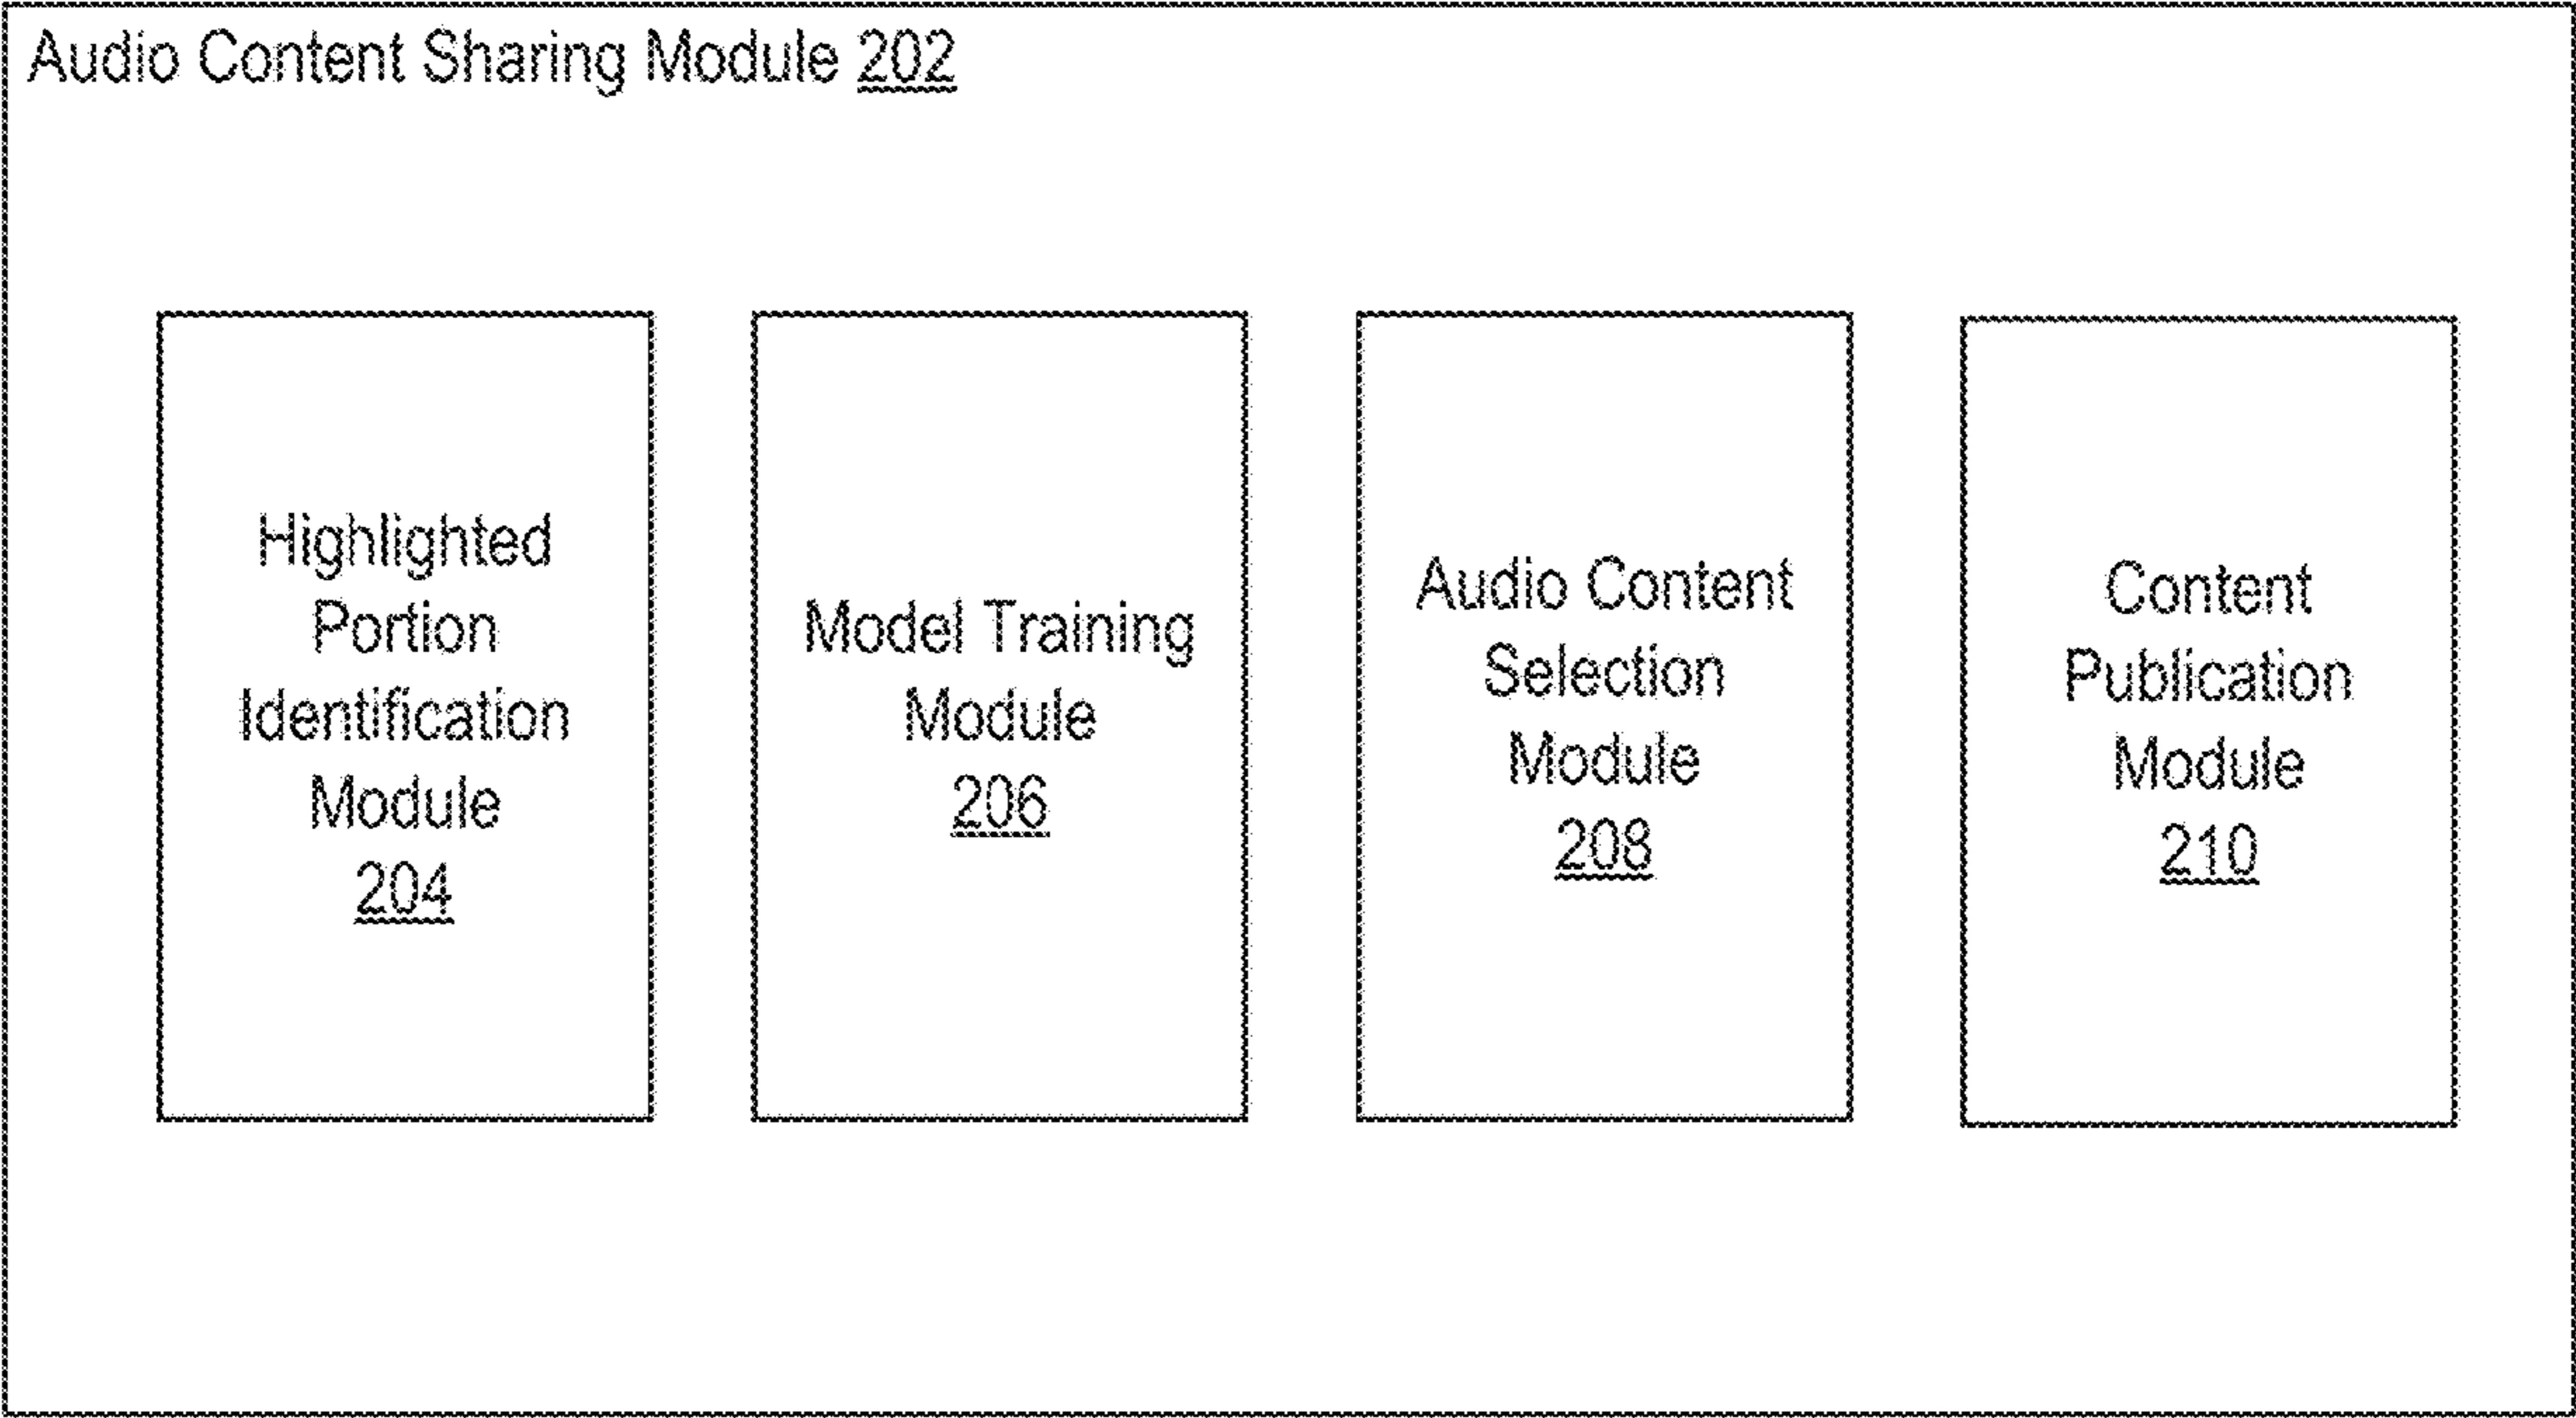 Audio Content Sharing Module 202
Highlighted
Portion
Identification
Module
204
Model Training
Module
206
Audio Content
Selection
Module
208
Content
Publication
Module
210